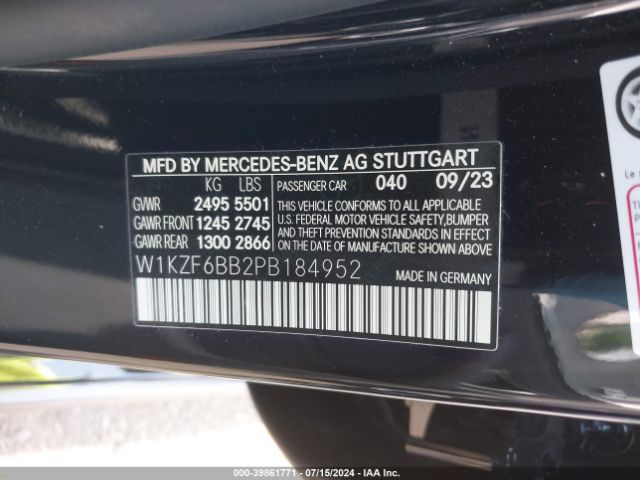 MFD BY MERCEDES-BENZ AG STUTTGART
KG LBS
GVWR 2495 5501
GAWR FRONT 1245 2745
GAWR REAR 1300 2866
PASSENGER CAR 040 09/23
THIS VEHICLE CONFORMS TO ALL APPLICABLE
U.S. FEDERAL MOTOR VEHICLE SAFETY,BUMPER
AND THEFT PREVENTION STANDARDS IN EFFECT
ON THE DATE OF MANUFACTURE SHOWN ABOVE.
W1KZF6BB2PB184952
MADE IN GERMANY
Le
000-39861771 - 07/15/2024 - IAAI.com